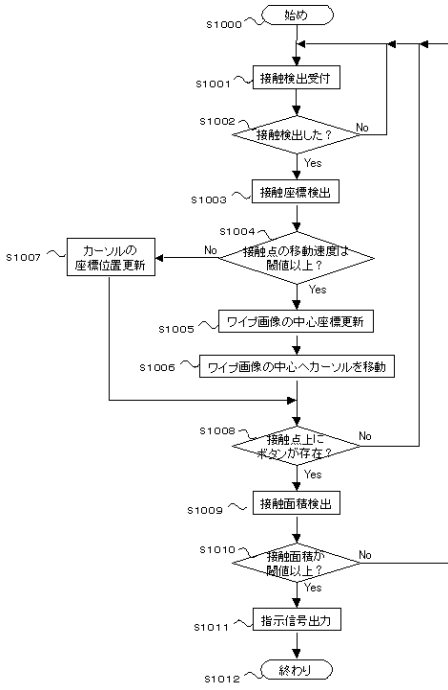 S1000
始め
S1001
接触検出受付
S1002
接触検出した？
No
Yes
S1003
接触座標検出
S1004
接触点の移動速度は
閾値以上？
No
Yes
S1007
カーソルの
座標位置更新
S1005
ワイプ画像の中心座標更新
S1006
ワイプ画像の中心へカーソルを移動
S1008
接触点上に
ボタンが存在？
No
Yes
S1009
接触面積検出
S1010
接触面積が
閾値以上？
No
Yes
S1011
指示信号出力
S1012
終わり